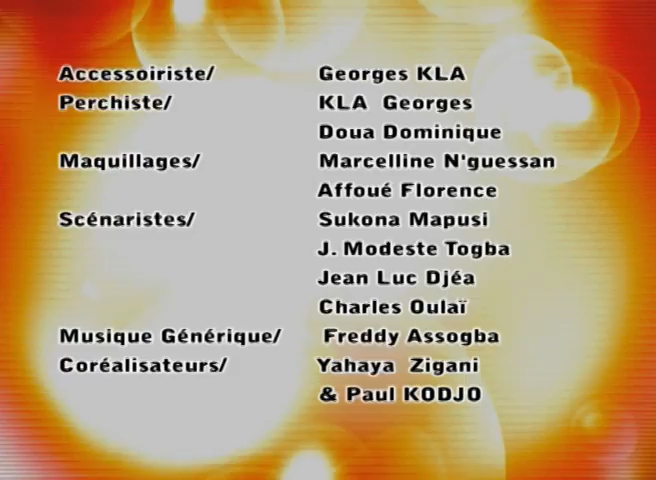 Accessoiriste/ Georges KLA
Perchiste/ KLA Georges
Doua Dominique
Maquillages/ Marcelline N'guessan
Affoué Florence
Scénaristes/ Sukona Mapusi
J. Modeste Togba
Jean Luc Djéa
Charles Oulaï
Musique Générique/ Freddy Assogba
Coréalisateurs/ Yahaya Zigani
& Paul KODJO